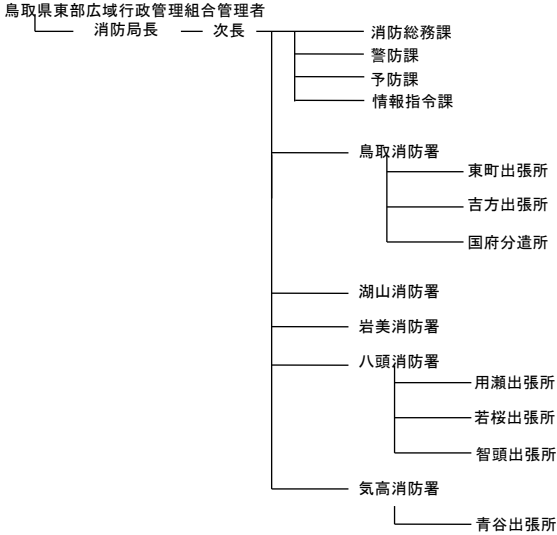 鳥取県東部広域行政管理組合管理者
消防局長 次長 消防総務課
警防課
予防課
情報指令課
鳥取消防署
東町出張所
吉方出張所
国府分遣所
湖山消防署
岩美消防署
八頭消防署
用瀬出張所
若桜出張所
智頭出張所
気高消防署
青谷出張所